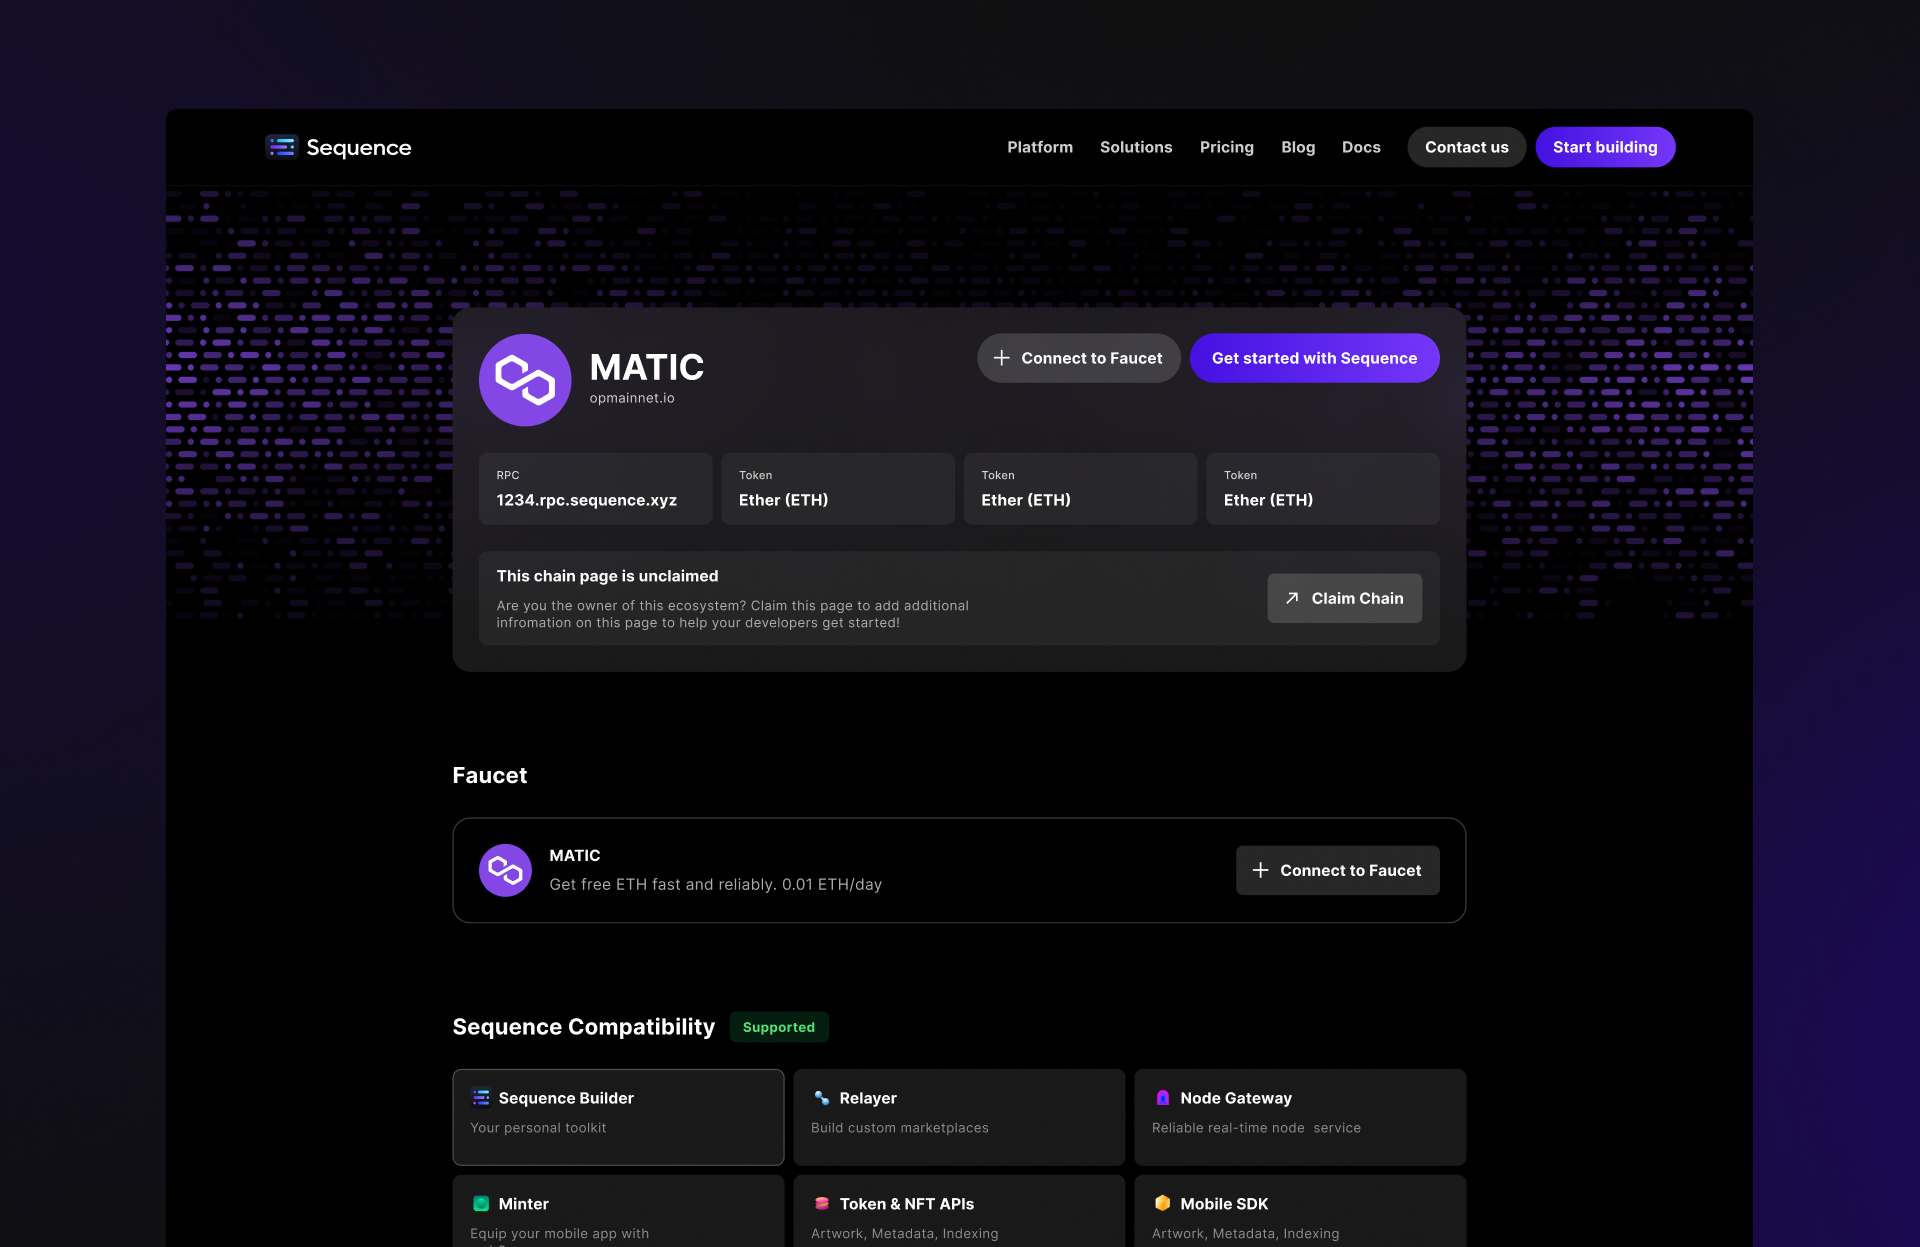 Sequence
Platform
Solutions
Pricing
Blog
Docs
Contact us
Start building
MATIC
opmainnet.io
Connect to Faucet
Get started with Sequence
RPC
1234.rpc.sequence.xyz
Token
Ether (ETH)
Token
Ether (ETH)
Token
Ether (ETH)
This chain page is unclaimed
Are you the owner of this ecosystem? Claim this page to add additional
infromation on this page to help your developers get started!
Claim Chain
Faucet
MATIC
Get free ETH fast and reliably. 0.01 ETH/day
Connect to Faucet
Sequence Compatibility
Supported
Sequence Builder
Your personal toolkit
Relayer
Build custom marketplaces
Node Gateway
Reliable real-time node  service
Minter
Equip your mobile app with
Token & NFT APIs
Artwork, Metadata, Indexing
Mobile SDK
Artwork, Metadata, Indexing